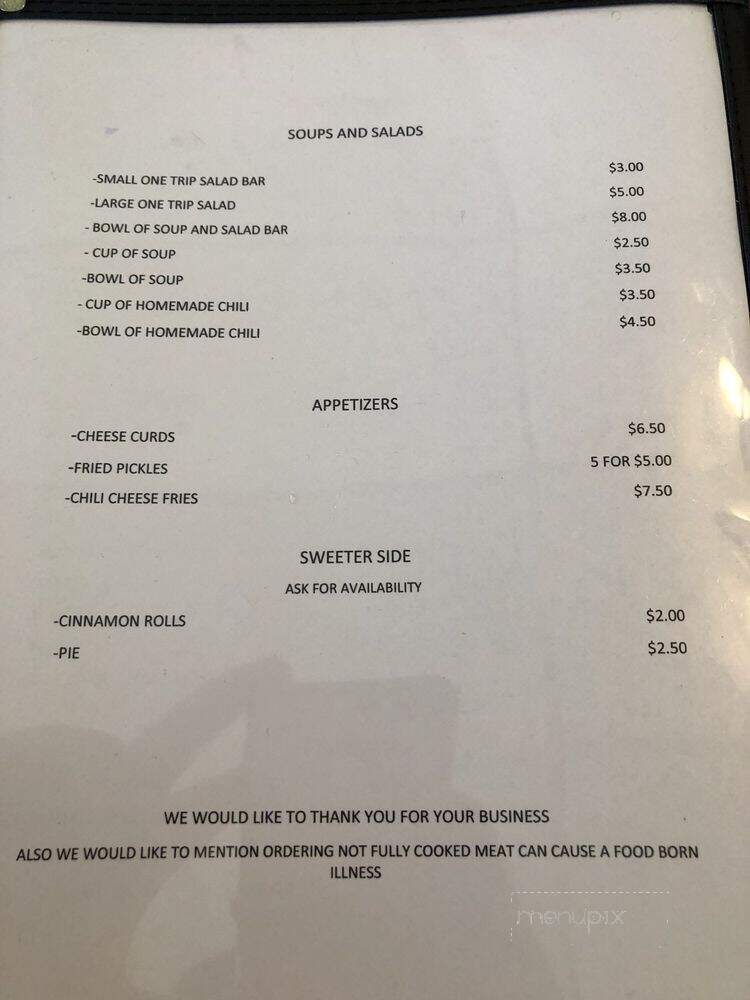 SOUPS AND SALADS
-SMALL ONE TRIP SALAD BAR $3.00
-LARGE ONE TRIP SALAD $5.00
- BOWL OF SOUP AND SALAD BAR $8.00
- CUP OF SOUP $2.50
-BOWL OF SOUP $3.50
- CUP OF HOMEMADE CHILI $3.50
-BOWL OF HOMEMADE CHILI $4.50
APPETIZERS
-CHEESE CURDS $6.50
-FRIED PICKLES 5 FOR $5.00
-CHILI CHEESE FRIES $7.50
SWEETER SIDE
ASK FOR AVAILABILITY
-CINNAMON ROLLS $2.00
-PIE $2.50
WE WOULD LIKE TO THANK YOU FOR YOUR BUSINESS
ALSO WE WOULD LIKE TO MENTION ORDERING NOT FULLY COOKED MEAT CAN CAUSE A FOOD BORN
ILLNESS
menupix